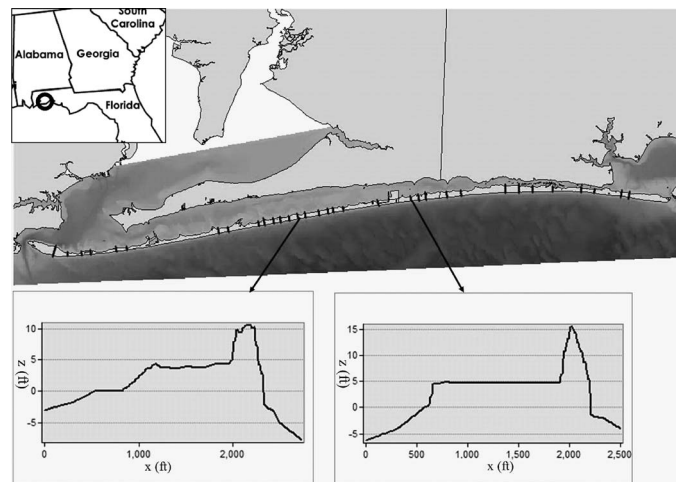 South
Carolina
Alabama
Georgia
Florida
10
5
0
-5
z (ft)
0
1,000
2,000
x (ft)
15
10
5
0
-5
z (ft)
0
500
1,000
1,500
2,000
2,500
x (ft)